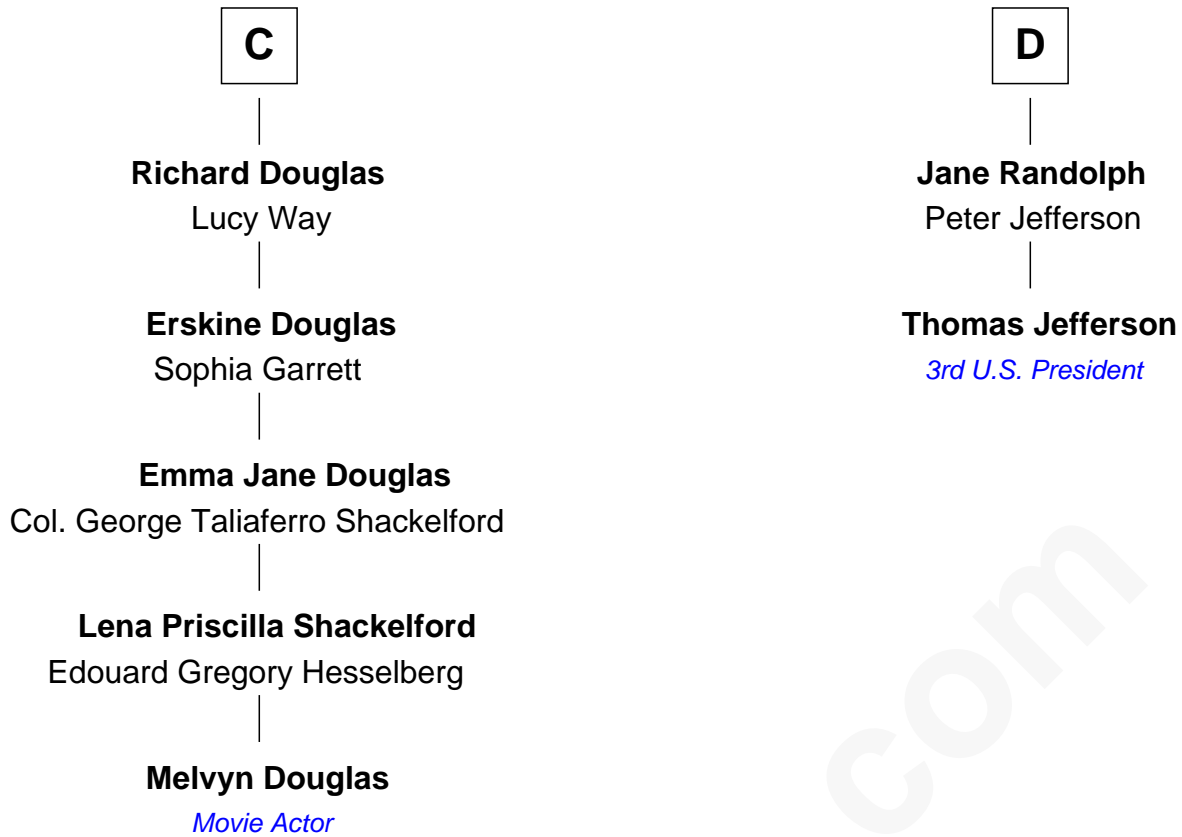 C
Richard Douglas
Lucy Way
Erskine Douglas
Sophia Garrett
Emma Jane Douglas
Col. George Taliaferro Shackelford
Lena Priscilla Shackelford
Edouard Gregory Hesselberg
Melvyn Douglas
Movie Actor
D
Jane Randolph
Peter Jefferson
Thomas Jefferson
3rd U.S. President
com